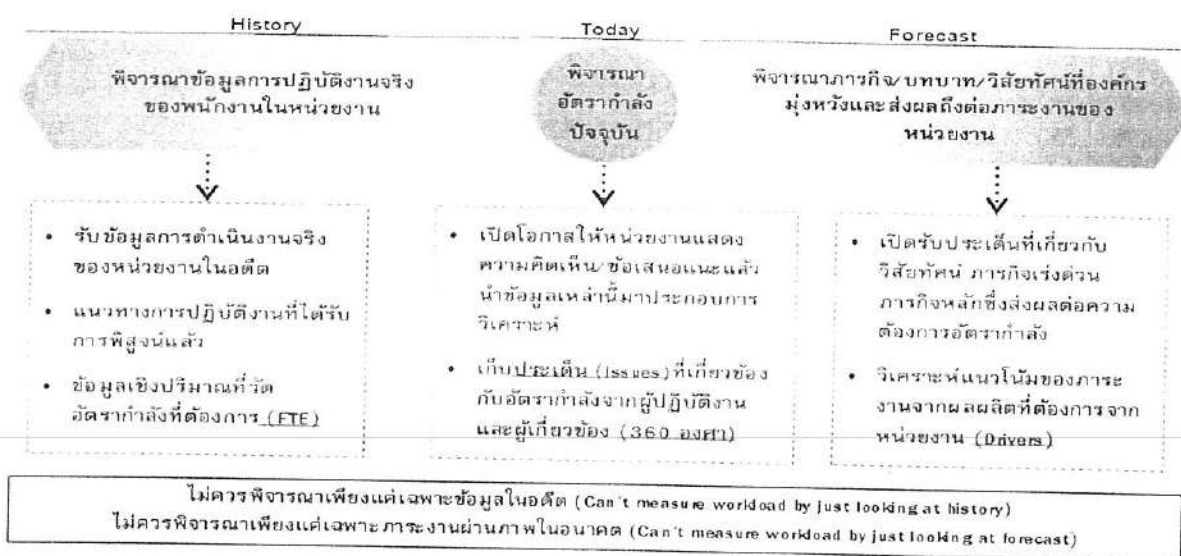 History
Today
Forecast
พิจารณาข้อมูลการปฏิบัติงานจริง
ของพนักงานในหน่วยงาน
พิจารณา
อัตรากำลัง
ปัจจุบัน
พิจารณาภารกิจ/บทบาท/วิสัยทัศน์ที่องค์กร
มุ่งหวังและส่งผลถึงต่อภาระงานของ
หน่วยงาน
• รับข้อมูลการดำเนินงานจริง
ของหน่วยงานในอดีต
• แนวทางการปฏิบัติงานที่ได้รับ
การพิสูจน์แล้ว
• ข้อมูลเชิงปริมาณที่วัด
อัตรากำลังที่ต้องการ (FTE)
• เปิดโอกาสให้หน่วยงานแสดง
ความคิดเห็น/ข้อเสนอแนะแล้ว
นำข้อมูลเหล่านี้มาประกอบการ
วิเคราะห์
• เก็บประเด็น (Issues) ที่เกี่ยวข้อง
กับอัตรากำลังจากผู้ปฏิบัติงาน
และผู้เกี่ยวข้อง (360 องศา)
• เปิดรับประเด็นที่เกี่ยวกับ
วิสัยทัศน์ ภารกิจเร่งด่วน
ภารกิจหลักซึ่งส่งผลต่อความ
ต้องการอัตรากำลัง
• วิเคราะห์แนวโน้มของภาระ
งานจากผลผลิตที่ต้องการจาก
หน่วยงาน (Drivers)
ไม่ควรพิจารณาเพียงแค่เฉพาะข้อมูลในอดีต (Can't measure workload by just looking at history)
ไม่ควรพิจารณาเพียงแค่เฉพาะภาระงานผ่านภาพในอนาคต (Can't measure workload by just looking at forecast)